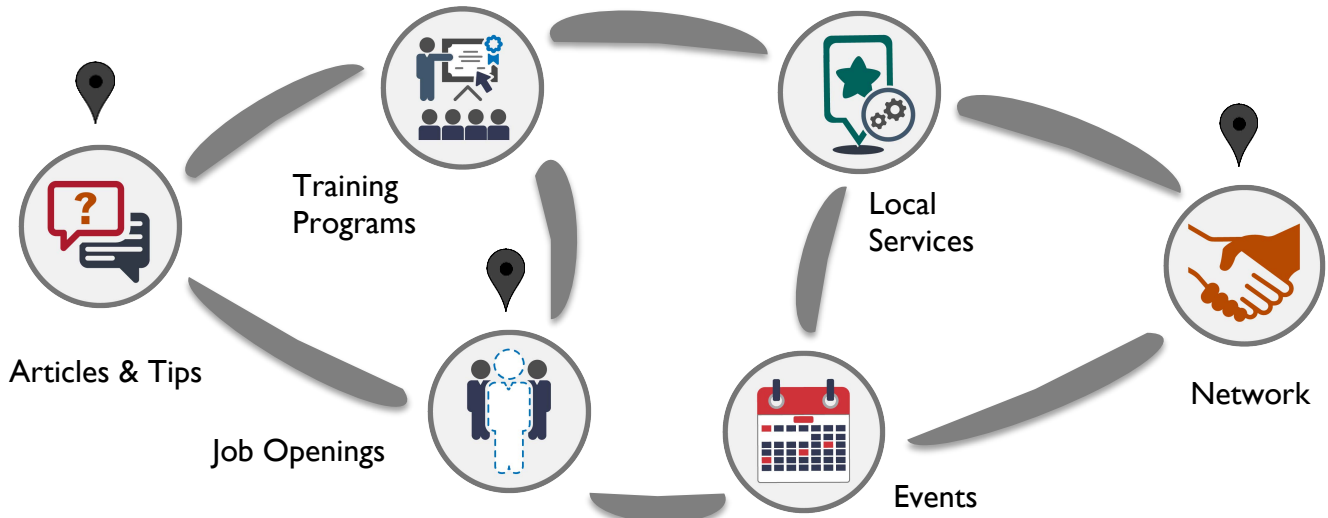 Training
Programs
Local
Services
?
Articles & Tips
Network
Job Openings
Events